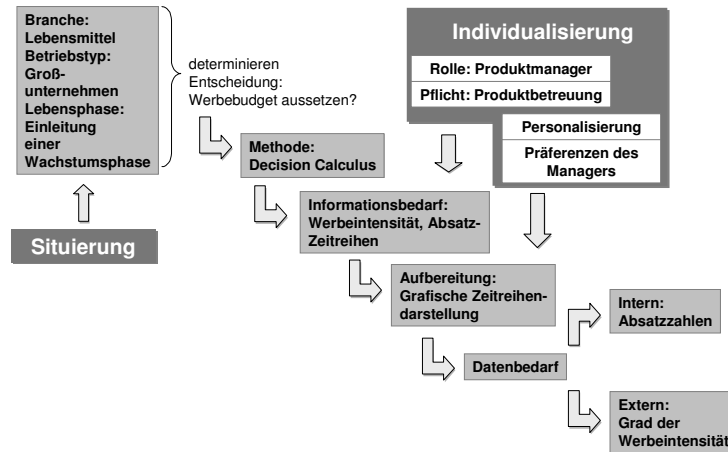 Branche:
Lebensmittel
Betriebstyp:
Groß-
unternehmen
Lebensphase:
Einleitung
einer
Wachstumsphase
Situierung
determinieren
Entscheidung:
Werbebudget aussetzen?
Individualisierung
Rolle: Produktmanager
Pflicht: Produktbetreuung
Personalisierung
Präferenzen des
Managers
Methode:
Decision Calculus
Informationsbedarf:
Werbeintensität, Absatz-
Zeitreihen
Aufbereitung:
Grafische Zeitreihen-
darstellung
Datenbedarf
Intern:
Absatzzahlen
Extern:
Grad der
Werbeintensität